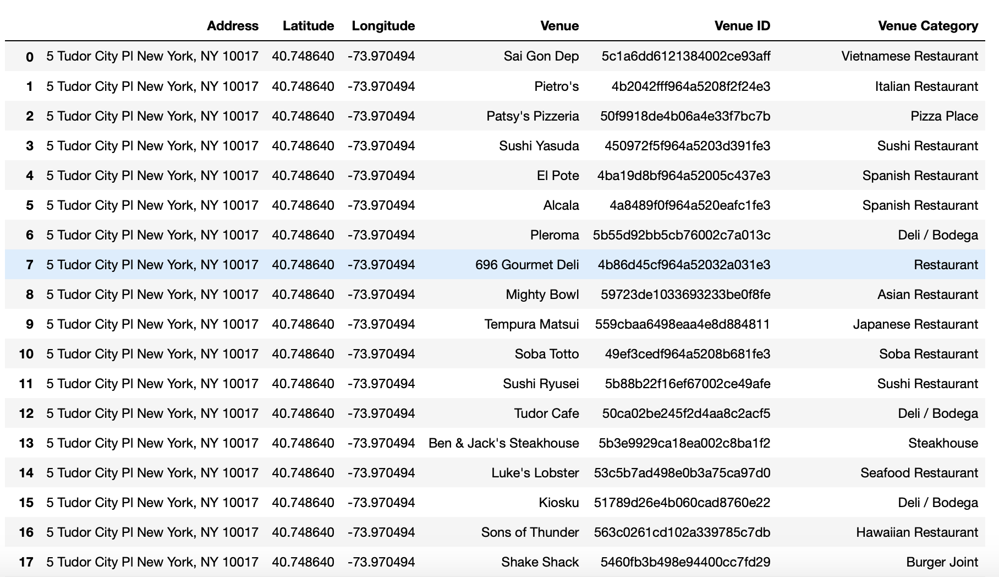 Address Latitude Longitude Venue Venue ID Venue Category
0 5 Tudor City Pl New York, NY 10017 40.748640 -73.970494 Sai Gon Dep 5c1a6dd6121384002ce93aff Vietnamese Restaurant
1 5 Tudor City Pl New York, NY 10017 40.748640 -73.970494 Pietro's 4b2042fff964a5208f2f24e3 Italian Restaurant
2 5 Tudor City Pl New York, NY 10017 40.748640 -73.970494 Patsy's Pizzeria 50f9918de4b06a4e33f7bc7b Pizza Place
3 5 Tudor City Pl New York, NY 10017 40.748640 -73.970494 Sushi Yasuda 450972f5f964a5203d391fe3 Sushi Restaurant
4 5 Tudor City Pl New York, NY 10017 40.748640 -73.970494 El Pote 4ba19d8bf964a52005c437e3 Spanish Restaurant
5 5 Tudor City Pl New York, NY 10017 40.748640 -73.970494 Alcala 4a8489f0f964a520eafc1fe3 Spanish Restaurant
6 5 Tudor City Pl New York, NY 10017 40.748640 -73.970494 Pleroma 5b55d92bb5cb76002c7a013c Deli / Bodega
7 5 Tudor City Pl New York, NY 10017 40.748640 -73.970494 696 Gourmet Deli 4b86d45cf964a52032a031e3 Restaurant
8 5 Tudor City Pl New York, NY 10017 40.748640 -73.970494 Mighty Bowl 59723de1033693233be0f8fe Asian Restaurant
9 5 Tudor City Pl New York, NY 10017 40.748640 -73.970494 Tempura Matsui 559cbaa6498eaa4e8d884811 Japanese Restaurant
10 5 Tudor City Pl New York, NY 10017 40.748640 -73.970494 Soba Totto 49ef3cedf964a5208b681fe3 Soba Restaurant
11 5 Tudor City Pl New York, NY 10017 40.748640 -73.970494 Sushi Ryusei 5b88b22f16ef67002ce49afe Sushi Restaurant
12 5 Tudor City Pl New York, NY 10017 40.748640 -73.970494 Tudor Cafe 50ca02be245f2d4aa8c2acf5 Deli / Bodega
13 5 Tudor City Pl New York, NY 10017 40.748640 -73.970494 Ben & Jack's Steakhouse 5b3e9929ca18ea002c8ba1f2 Steakhouse
14 5 Tudor City Pl New York, NY 10017 40.748640 -73.970494 Luke's Lobster 53c5b7ad498e0b3a75ca97d0 Seafood Restaurant
15 5 Tudor City Pl New York, NY 10017 40.748640 -73.970494 Kiosku 51789d26e4b060cad8760e22 Deli / Bodega
16 5 Tudor City Pl New York, NY 10017 40.748640 -73.970494 Sons of Thunder 563c0261cd102a339785c7db Hawaiian Restaurant
17 5 Tudor City Pl New York, NY 10017 40.748640 -73.970494 Shake Shack 5460fb3b498e94400cc7fd29 Burger Joint